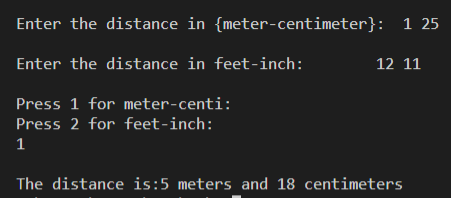 Enter the distance in {meter-centimeter}:  1 25
Enter the distance in feet-inch:        12 11
Press 1 for meter-centi:
Press 2 for feet-inch:
1
The distance is:5 meters and 18 centimeters